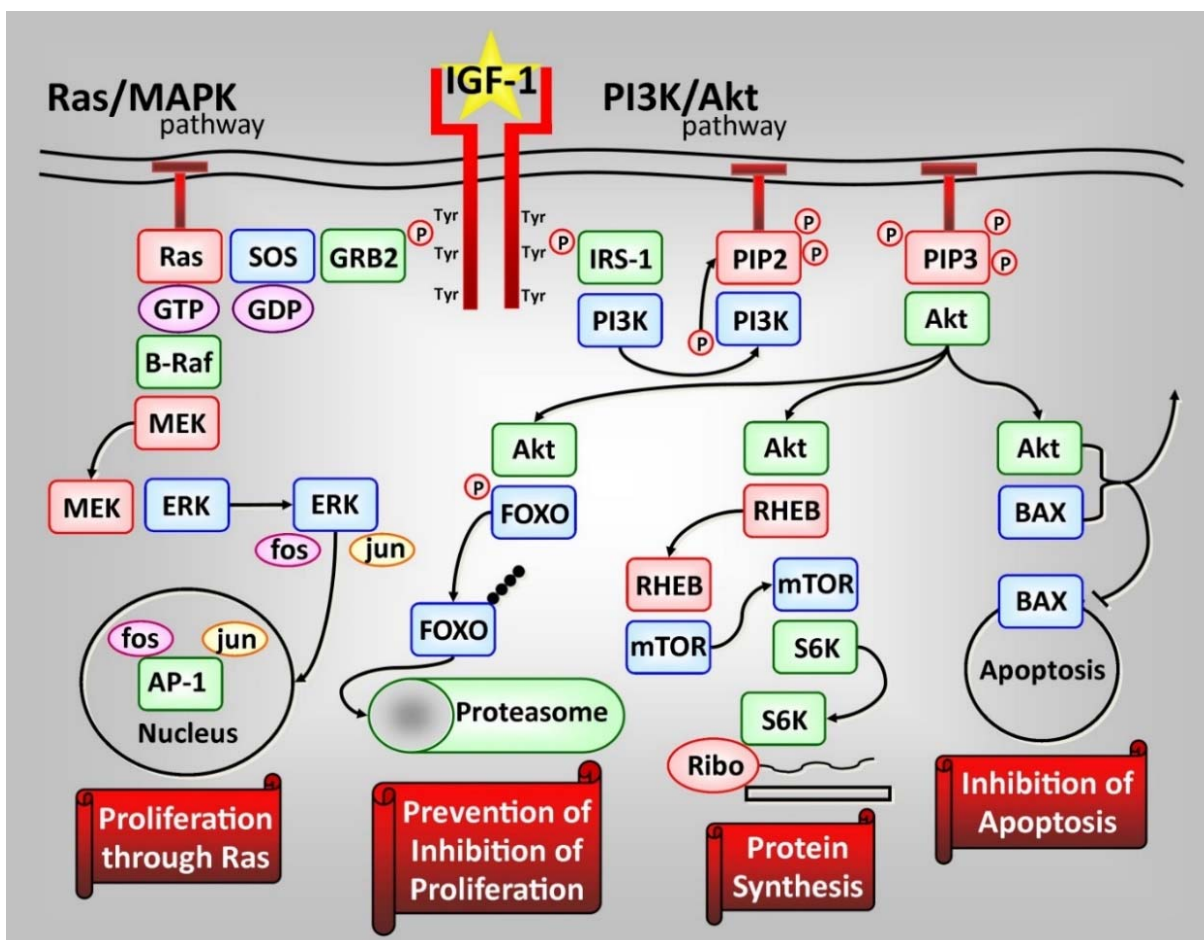 Ras/MAPK
pathway
IGF-1
PI3K/Akt
pathway
Tyr
Tyr
Tyr
Tyr
Tyr
Tyr
Ras
SOS
GRB2
P
GTP
GDP
B-Raf
MEK
MEK
ERK
ERK
fos
jun
fos
jun
AP-1
Nucleus
Proliferation
through Ras
P
IRS-1
PI3K
P
PIP2
P
P
PI3K
P
PIP3
P
P
Akt
Akt
P
FOXO
FOXO
Proteasome
Prevention of
Inhibition of
Proliferation
Akt
RHEB
RHEB
mTOR
mTOR
S6K
S6K
Ribo
Protein
Synthesis
Akt
BAX
BAX
Apoptosis
Inhibition of
Apoptosis